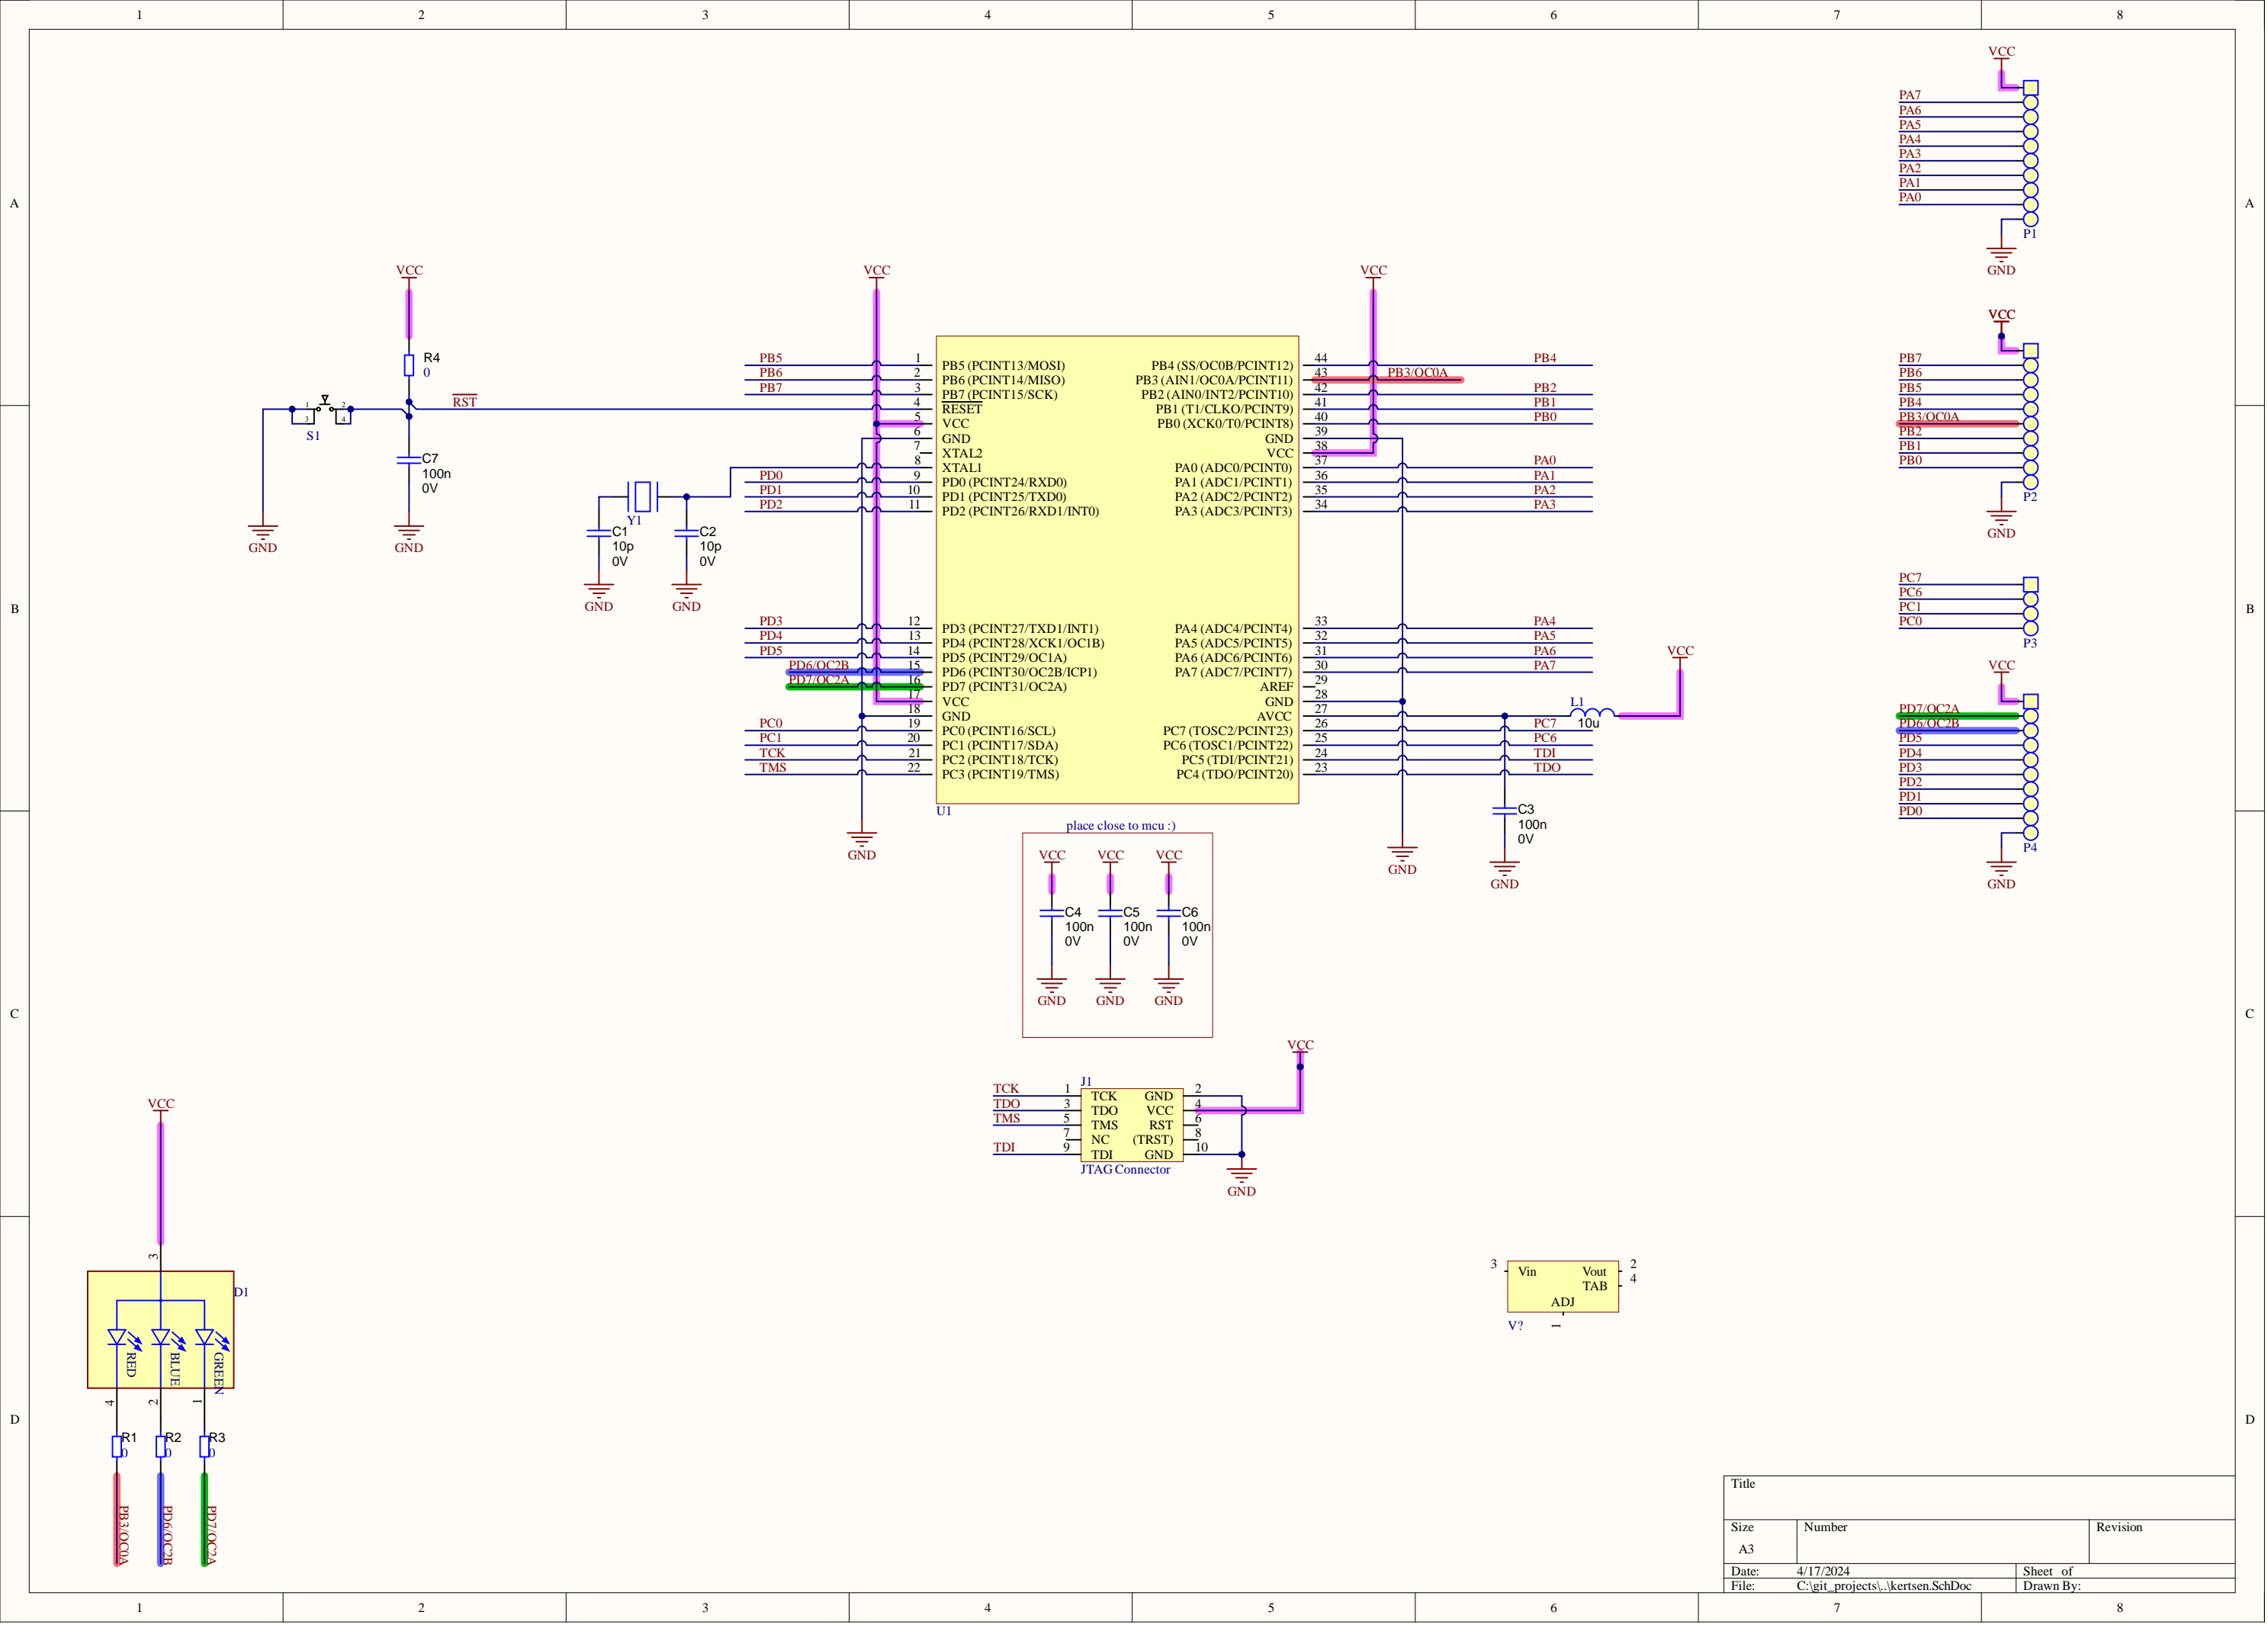 1 2 3 4 5 6 7 8
A A
B B
C C
D D
VCC
PA7
PA6
PA5
PA4
PA3
PA2
PA1
PA0
P1
GND
VCC
PB7
PB6
PB5
PB4
PB3/OC0A
PB2
PB1
PB0
P2
GND
PC7
PC6
PC1
PC0
P3
VCC
PD7/OC2A
PD6/OC2B
PD5
PD4
PD3
PD2
PD1
PD0
P4
GND
VCC
R4
0
RST
1 2
3 4
S1
C7
100n
0V
GND
GND
Y1
C1
10p
0V
GND
C2
10p
0V
GND
VCC
VCC
PB5 1 PB5 (PCINT13/MOSI) PB4 (SS/OC0B/PCINT12) 44 PB4
PB6 2 PB6 (PCINT14/MISO) PB3 (AIN1/OC0A/PCINT11) 43 PB3/OC0A
PB7 3 PB7 (PCINT15/SCK) PB2 (AIN0/INT2/PCINT10) 42 PB2
4 RESET PB1 (T1/CLKO/PCINT9) 41 PB1
5 VCC PB0 (XCK0/T0/PCINT8) 40 PB0
6 GND GND 39
7 XTAL2 VCC 38
8 XTAL1 PA0 (ADC0/PCINT0) 37 PA0
PD0 9 PD0 (PCINT24/RXD0) PA1 (ADC1/PCINT1) 36 PA1
PD1 10 PD1 (PCINT25/TXD0) PA2 (ADC2/PCINT2) 35 PA2
PD2 11 PD2 (PCINT26/RXD1/INT0) PA3 (ADC3/PCINT3) 34 PA3
PD3 12 PD3 (PCINT27/TXD1/INT1) PA4 (ADC4/PCINT4) 33 PA4
PD4 13 PD4 (PCINT28/XCK1/OC1B) PA5 (ADC5/PCINT5) 32 PA5
PD5 14 PD5 (PCINT29/OC1A) PA6 (ADC6/PCINT6) 31 PA6
PD6/OC2B 15 PD6 (PCINT30/OC2B/ICP1) PA7 (ADC7/PCINT7) 30 PA7
PD7/OC2A 16 PD7 (PCINT31/OC2A) AREF 29
17 VCC GND 28
18 GND AVCC 27
PC0 19 PC0 (PCINT16/SCL) PC7 (TOSC2/PCINT23) 26 PC7
PC1 20 PC1 (PCINT17/SDA) PC6 (TOSC1/PCINT22) 25 PC6
TCK 21 PC2 (PCINT18/TCK) PC5 (TDI/PCINT21) 24 TDI
TMS 22 PC3 (PCINT19/TMS) PC4 (TDO/PCINT20) 23 TDO
U1
GND
GND
VCC
L1
10u
C3
100n
0V
GND
place close to mcu :)
VCC VCC VCC
C4 C5 C6
100n 100n 100n
0V 0V 0V
GND GND GND
VCC
J1
TCK 1 TCK GND 2
TDO 3 TDO VCC 4
TMS 5 TMS RST 6
7 NC (TRST) 8
TDI 9 TDI GND 10
JTAG Connector
GND
VCC
3
D1
RED BLUE GREEN
4 2 1
R1 R2 R3
0 0 0
PB3/OC0A PD6/OC2B PD7/OC2A
3 Vin Vout 2
TAB 4
ADJ
V? 1
Title
Size Number Revision
A3
Date: 4/17/2024 Sheet of
File: C:\git_projects\..\kertsen.SchDoc Drawn By:
1 2 3 4 5 6 7 8